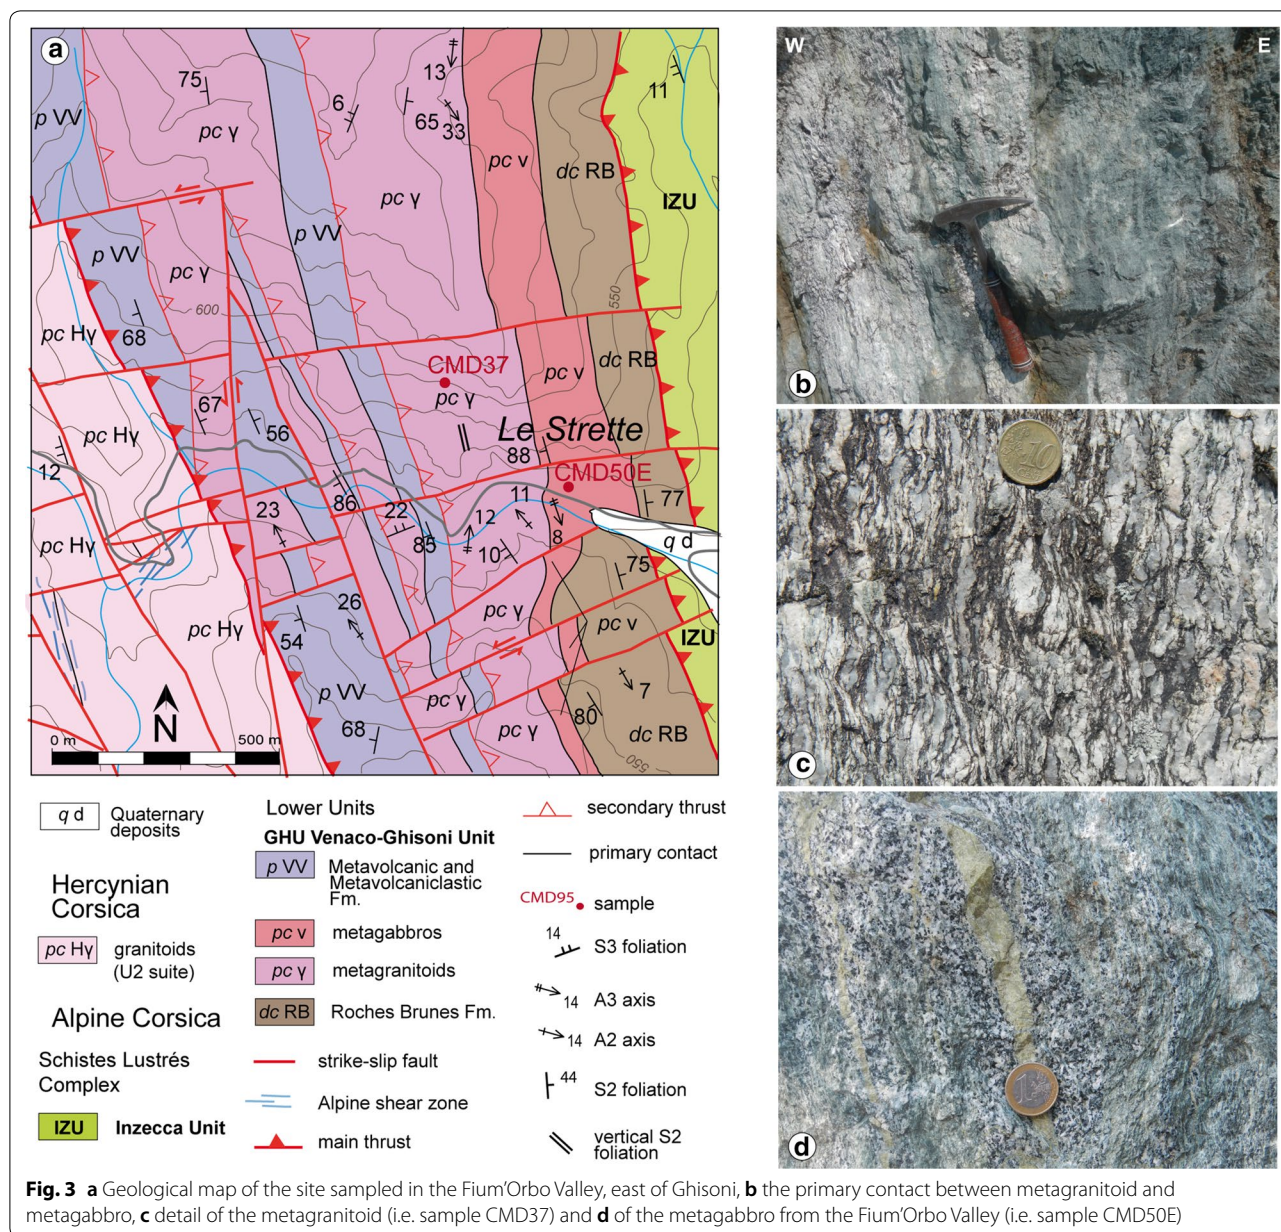 a
75
p VV
pc γ
6
13
65
33
11
pc v
dc RB
IZU
pc γ
p VV
p VV
pc γ
68
600
550
pc Hγ
CMD37
pc γ
pc v
dc RB
67
56
pc Hγ
Le Strette
88
12
CMD50E
86
23
22
85
12
11
10
8
77
q d
pc Hγ
75
26
pc γ
pc v
pc Hγ
54
IZU
p VV
pc γ
7
68
pc γ
80
dc RB
550
N
0 m
500 m
W
E
b
c
d
q d
Quaternary
deposits
Hercynian
Corsica
pc Hγ
granitoids
(U2 suite)
Alpine Corsica
Schistes Lustrés
Complex
IZU
Inzecca Unit
Lower Units
GHU Venaco-Ghisoni Unit
p VV
Metavolcanic and
Metavolcaniclastic
Fm.
pc v
metagabbros
pc γ
metagranitoids
dc RB
Roches Brunes Fm.
strike-slip fault
Alpine shear zone
main thrust
secondary thrust
primary contact
CMD95
sample
14
S3 foliation
14
A3 axis
14
A2 axis
44
S2 foliation
vertical S2
foliation
Fig. 3 a Geological map of the site sampled in the Fium'Orbo Valley, east of Ghisoni, b the primary contact between metagranitoid and
metagabbro, c detail of the metagranitoid (i.e. sample CMD37) and d of the metagabbro from the Fium'Orbo Valley (i.e. sample CMD50E)